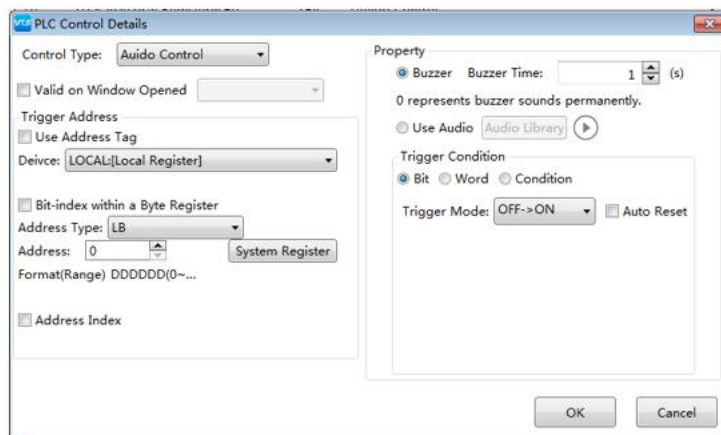 VCS PLC Control Details
Control Type: Auido Control
Valid on Window Opened
Trigger Address
Use Address Tag
Deivce: LOCAL:[Local Register]
Bit-index within a Byte Register
Address Type: LB
Address: 0 System Register
Format(Range) DDDDDD(0~...
Address Index
Property
Buzzer Buzzer Time: 1 (s)
0 represents buzzer sounds permanently.
Use Audio Audio Library
Trigger Condition
Bit Word Condition
Trigger Mode: OFF->ON Auto Reset
OK Cancel